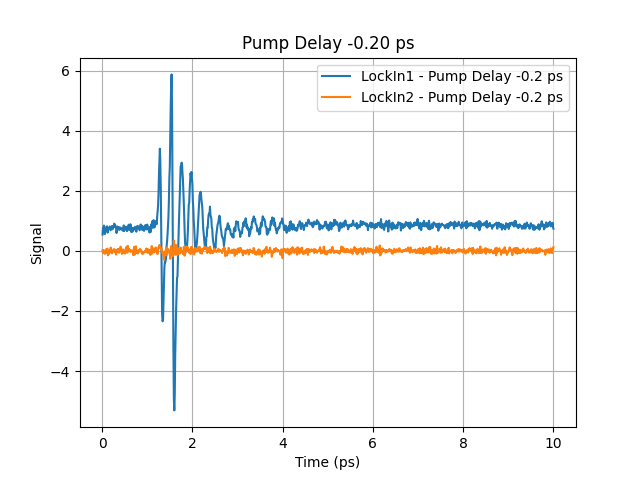 Pump Delay -0.20 ps
LockIn1 - Pump Delay -0.2 ps
LockIn2 - Pump Delay -0.2 ps
6
4
2
0
−2
−4
Signal
0
2
4
6
8
10
Time (ps)